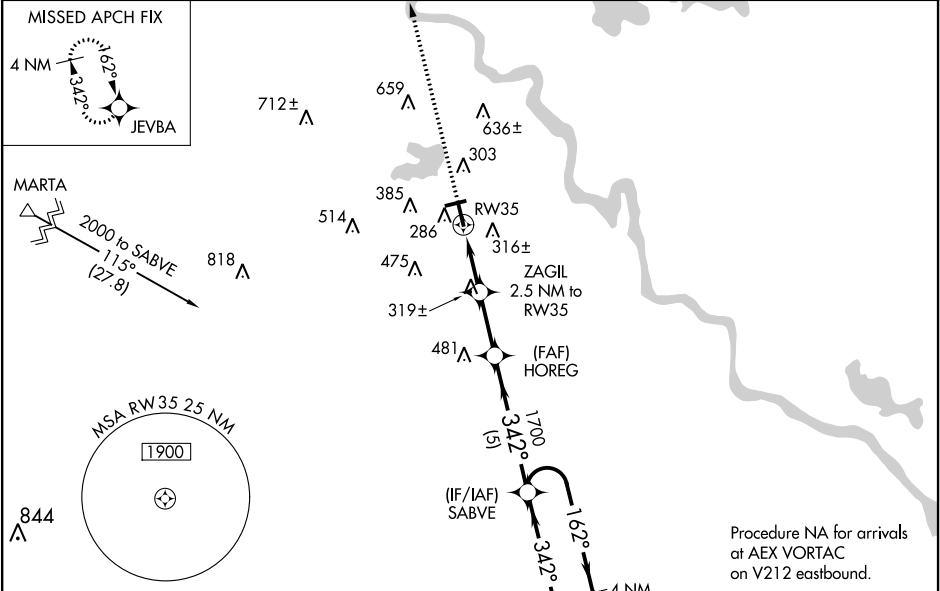 MISSED APCH FIX
4 NM
162°
342°
JEVBA
MARTA
2000 to SABVE
115°
(27.8)
712±
659
636±
303
385
RW35
514
286
316±
818
475
ZAGIL
2.5 NM to
RW35
319±
481
(FAF)
HOREG
MSA RW35 25 NM
1900
1700
342°
(5)
(IF/IAF)
SABVE
162°
342°
4 NM
844
Procedure NA for arrivals
at AEX VORTAC
on V212 eastbound.